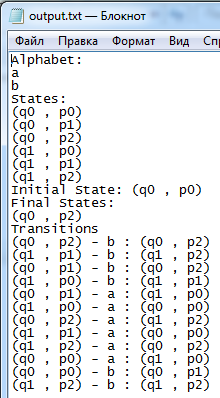 output.txt — Блокнот
Файл Правка Формат Вид
Alphabet:
a
b
States:
(q0 , p0)
(q0 , p1)
(q0 , p2)
(q1 , p0)
(q1 , p1)
(q1 , p2)
Initial State: (q0 , p0)
Final States:
(q0 , p2)
Transitions
(q0 , p2) - b : (q0 , p2)
(q0 , p1) - b : (q1 , p2)
(q1 , p1) - b : (q0 , p2)
(q1 , p0) - b : (q1 , p1)
(q0 , p1) - a : (q0 , p0)
(q0 , p0) - a : (q1 , p0)
(q0 , p2) - a : (q1 , p2)
(q1 , p1) - a : (q0 , p0)
(q1 , p2) - a : (q0 , p2)
(q1 , p0) - a : (q0 , p0)
(q0 , p0) - b : (q0 , p1)
(q1 , p2) - b : (q1 , p2)